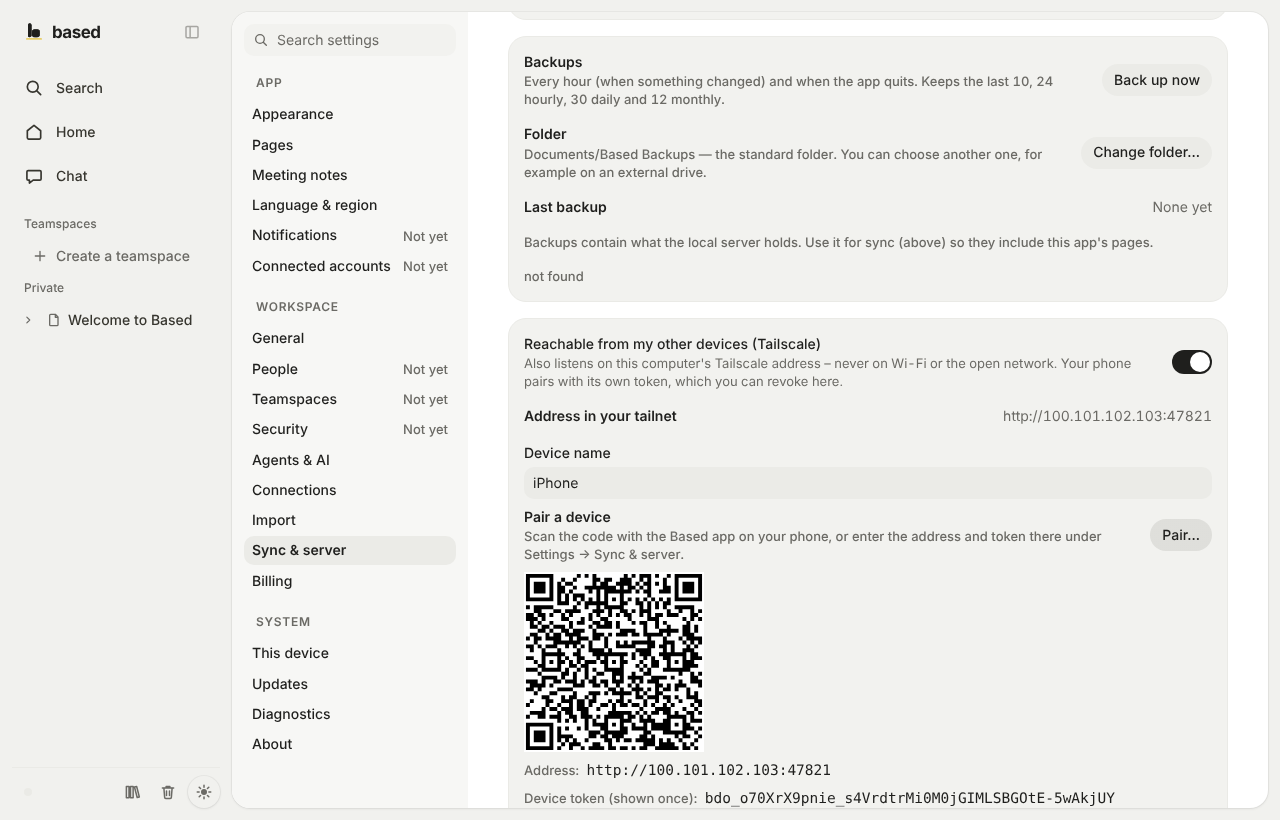 based
Search
Home
Chat
Teamspaces
Create a teamspace
Private
Welcome to Based
Search settings
APP
Appearance
Pages
Meeting notes
Language & region
Notifications Not yet
Connected accounts Not yet
WORKSPACE
General
People Not yet
Teamspaces Not yet
Security Not yet
Agents & AI
Connections
Import
Sync & server
Billing
SYSTEM
This device
Updates
Diagnostics
About
Backups
Every hour (when something changed) and when the app quits. Keeps the last 10, 24
hourly, 30 daily and 12 monthly.
Back up now
Folder
Documents/Based Backups — the standard folder. You can choose another one, for
example on an external drive.
Change folder...
Last backup None yet
Backups contain what the local server holds. Use it for sync (above) so they include this app's pages.
not found
Reachable from my other devices (Tailscale)
Also listens on this computer's Tailscale address – never on Wi-Fi or the open network. Your phone
pairs with its own token, which you can revoke here.
Address in your tailnet http://100.101.102.103:47821
Device name
iPhone
Pair a device
Scan the code with the Based app on your phone, or enter the address and token there under
Settings → Sync & server.
Pair...
Address: http://100.101.102.103:47821
Device token (shown once): bdo_o70XrX9pnie_s4VrdtrMi0M0jGIMLSBGOtE-5wAkjUY